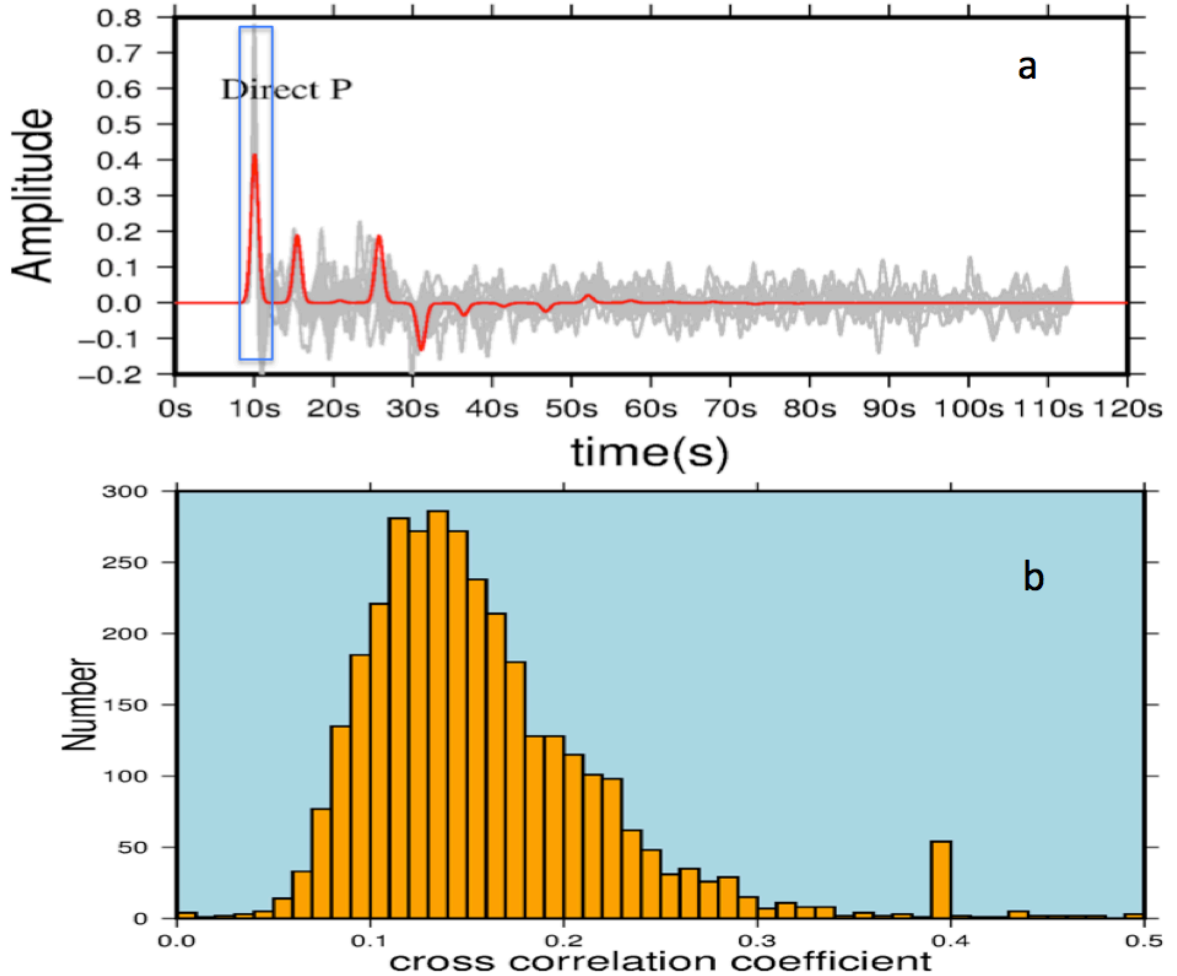 0.8
0.7
a
Direct P
0.6
0.5
0.4
0.3
0.2
0.1
0.0
−0.1
−0.2
Amplitude
0s 10s 20s 30s 40s 50s 60s 70s 80s 90s 100s 110s 120s
time(s)
300
250
b
200
150
100
50
0
Number
0.0 0.1 0.2 0.3 0.4 0.5
cross correlation coefficient